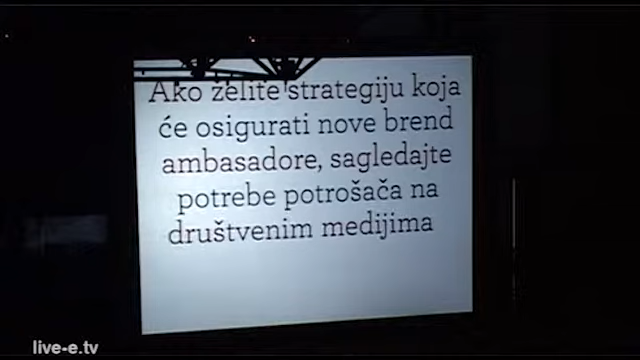 Ako želite strategiju koja
će osigurati nove brend
ambasadore, sagledajte
potrebe potrošača na
društvenim medijima
live-e.tv